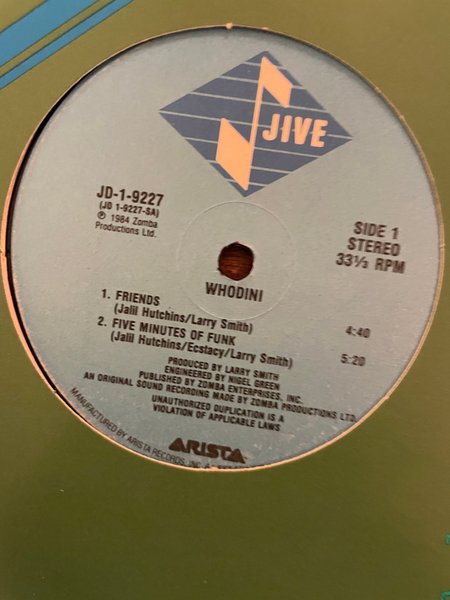 JIVE
JD-1-9227
(JD 1-9227-SA)
℗ 1984 Zomba
Productions Ltd.
SIDE 1
STEREO
33⅓ RPM
WHODINI
1. FRIENDS
(Jalil Hutchins/Larry Smith)
4:40
2. FIVE MINUTES OF FUNK
(Jalil Hutchins/Ecstacy/Larry Smith)
5:20
PRODUCED BY LARRY SMITH
ENGINEERED BY NIGEL GREEN
PUBLISHED BY ZOMBA ENTERPRISES, INC.
AN ORIGINAL SOUND RECORDING MADE BY ZOMBA PRODUCTIONS LTD.
UNAUTHORIZED DUPLICATION IS A
VIOLATION OF APPLICABLE LAWS
ARISTA
MANUFACTURED BY ARISTA RECORDS, INC.